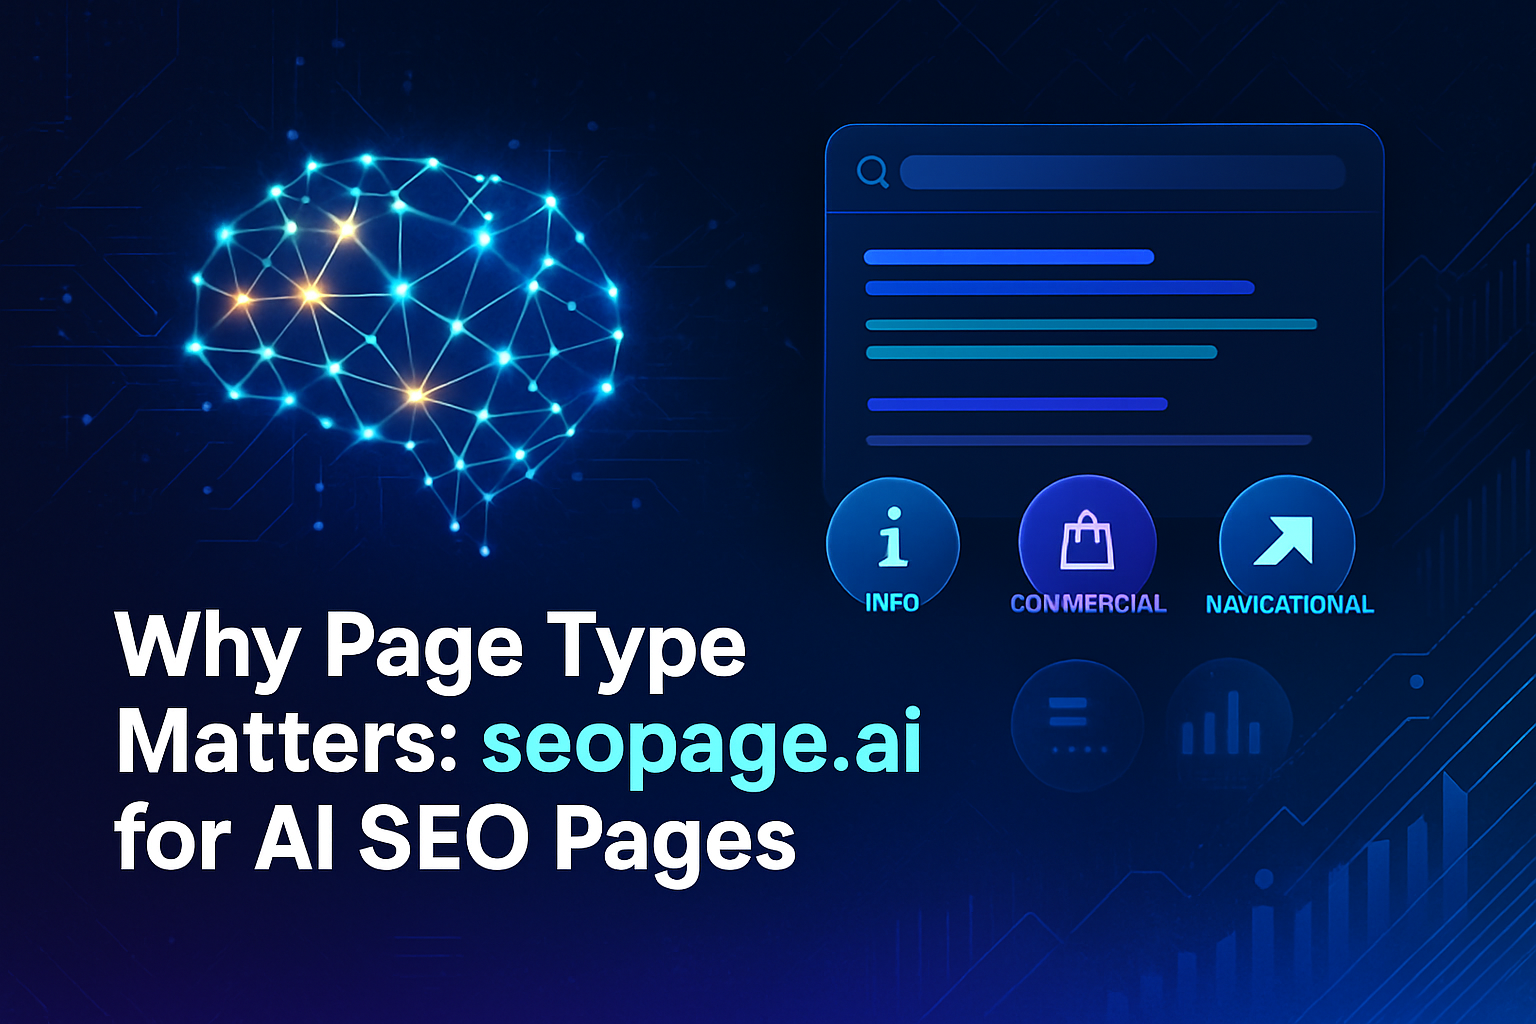 INFO
CONMERCIAL
NAVICATIONAL
Why Page Type
Matters: seopage.ai
for AI SEO Pages